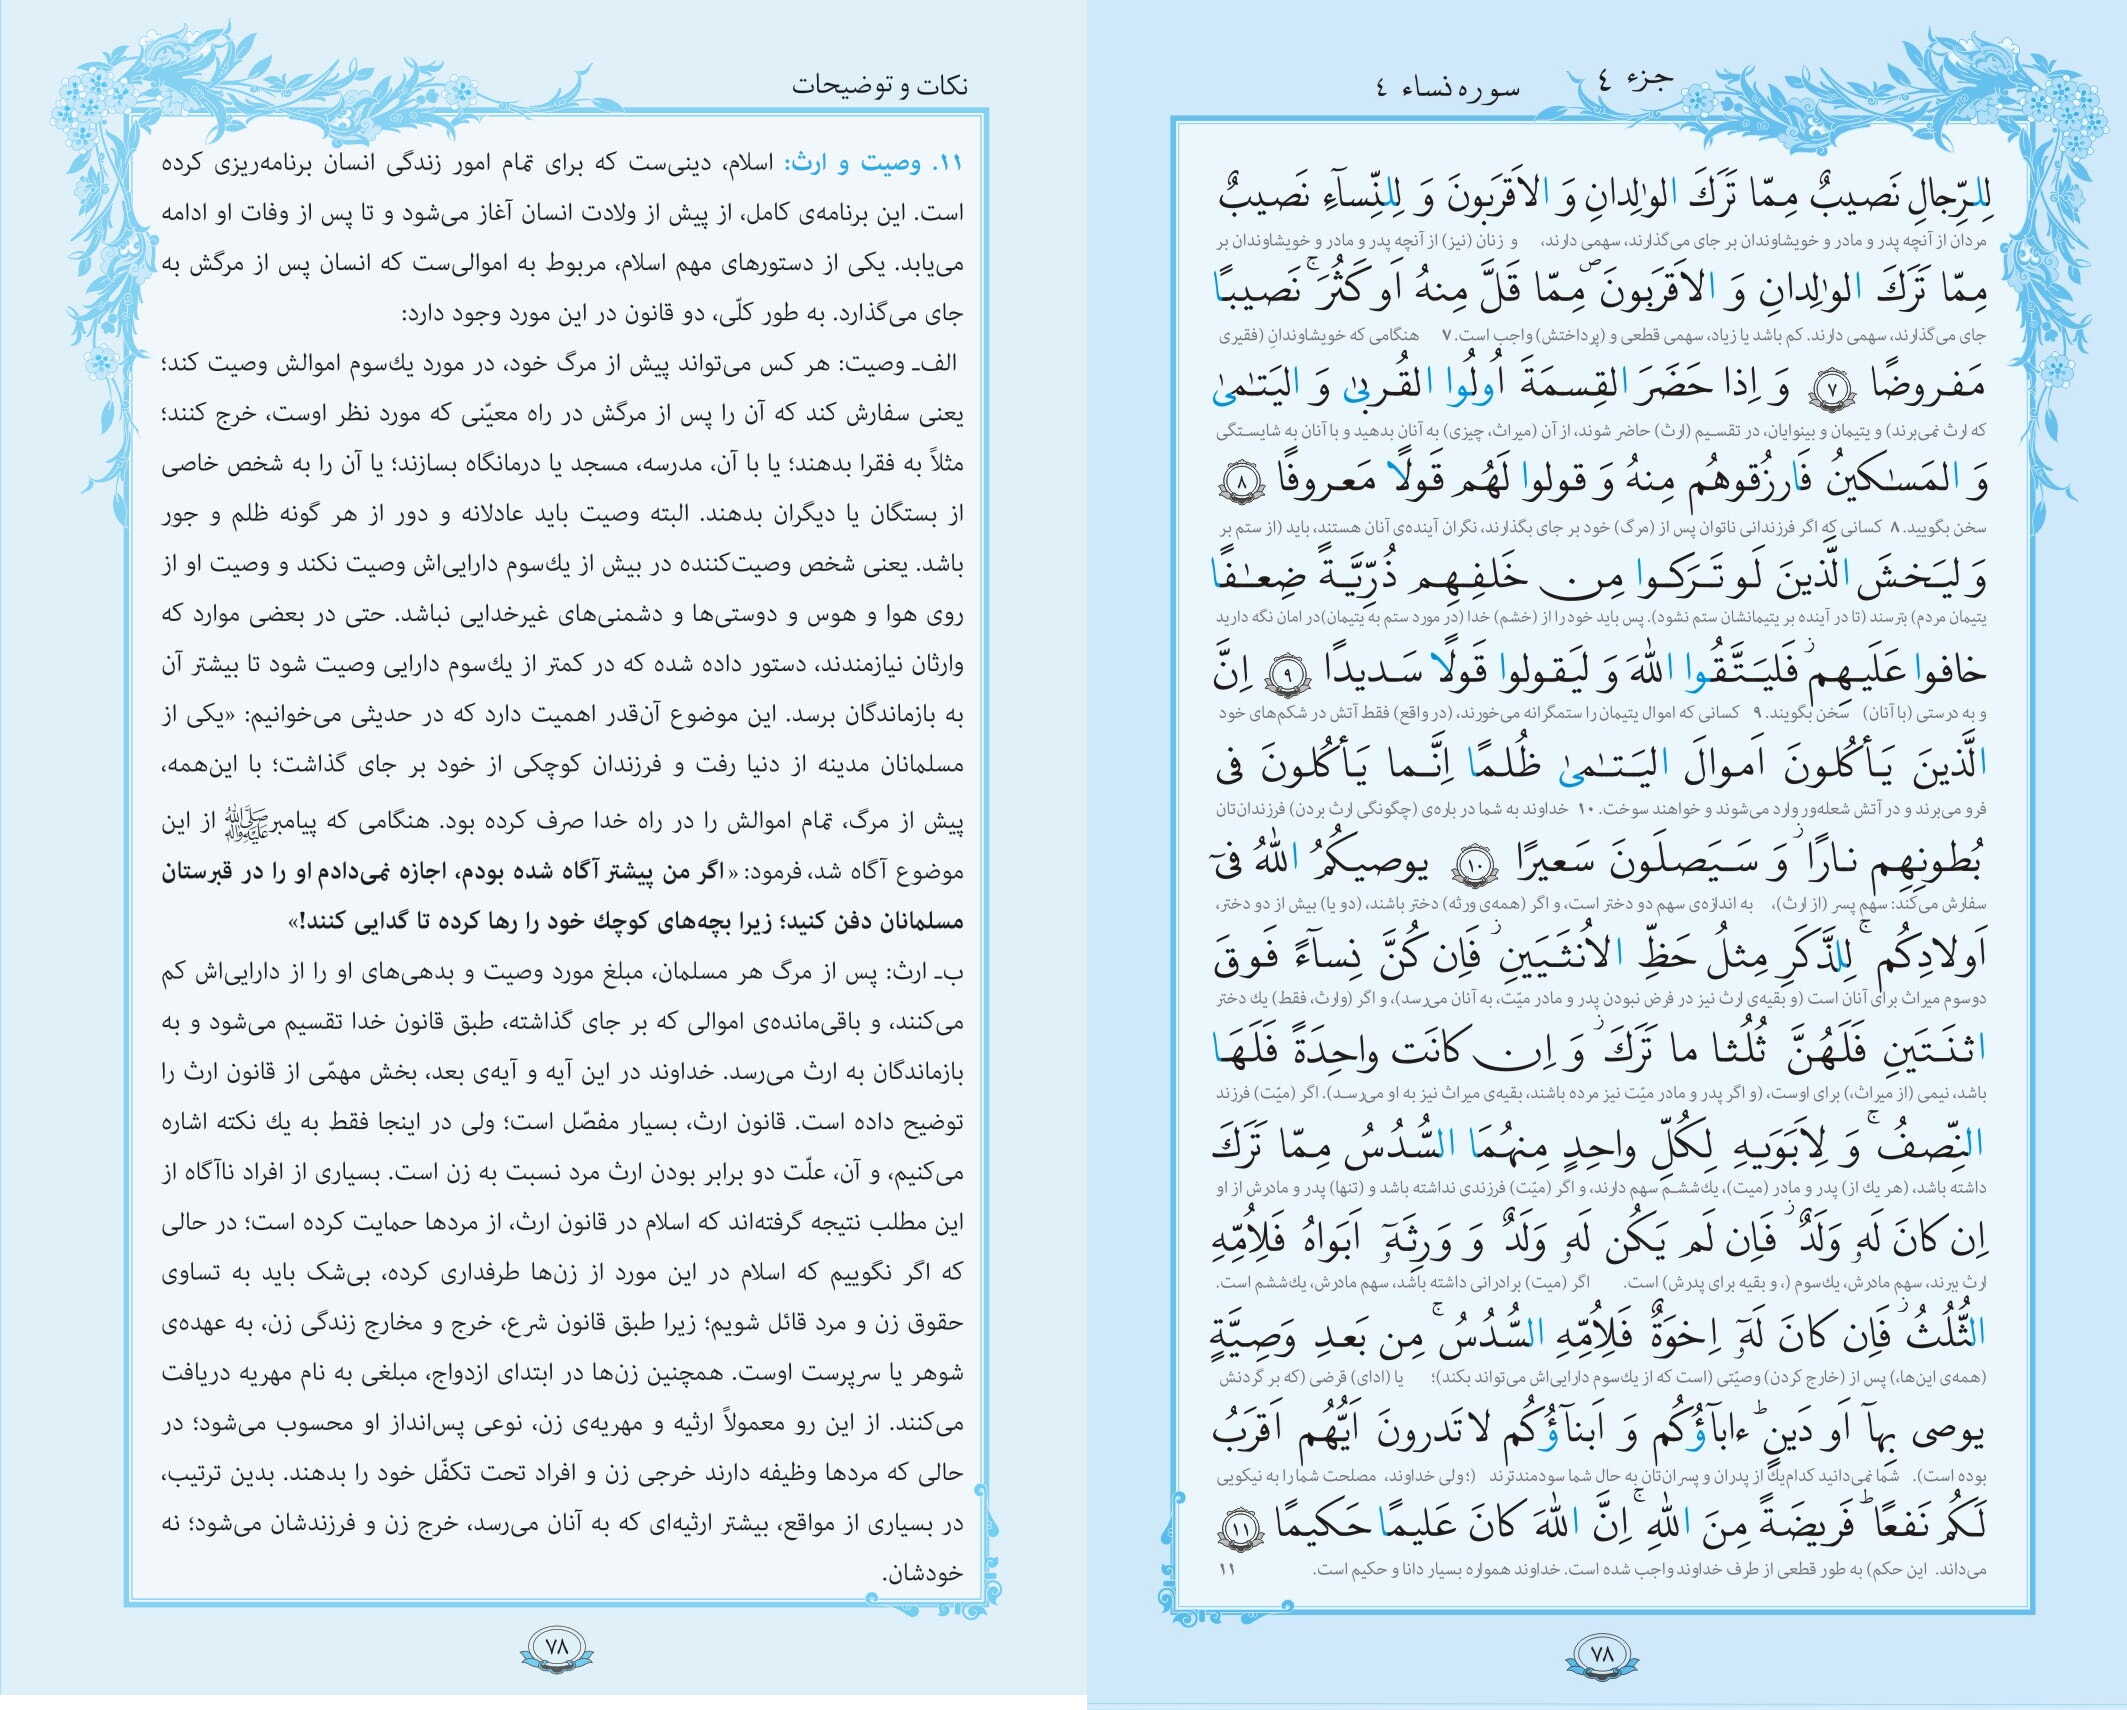 جزء ٤
سوره نساء ٤
لِلرِّجالِ نَصيبٌ مِمّا تَرَكَ الوٰلِدانِ وَ الاَقرَبونَ وَ لِلنِّساۤءِ نَصيبٌ
مردان از آنچه پدر و مادر و خویشاوندان بر جای می‌گذارند، سهمی دارند، و زنان (نیز) از آنچه پدر و مادر و خویشاوندان بر
مِمّا تَرَكَ الوٰلِدانِ وَ الاَقرَبونَ ۖ مِمّا قَلَّ مِنهُ اَو كَثُرَ ۚ نَصيبًا
جای می‌گذارند، سهمی دارند. کم باشد یا زیاد، سهمی قطعی و (پرداختش) واجب است. ۷ هنگامی که خویشاوندانِ (فقیری
مَفروضًا ﴿٧﴾ وَ اِذا حَضَرَ القِسمَةَ اُولُوا القُربىٰ وَ اليَتـٰمىٰ
که ارث نمی‌برند) و یتیمان و بینوایان، در تقسیم (ارث) حاضر شوند، از آن (میراث، چیزی) به آنان بدهید و با آنان به شایستگی
وَ المَسـٰكينُ فَارزُقوهُم مِنهُ وَ قولوا لَهُم قَولًا مَعروفًا ﴿٨﴾
سخن بگویید. ۸ کسانی که اگر فرزندانی ناتوان پس از (مرگ) خود بر جای بگذارند، نگران آینده‌ی آنان هستند، باید (از ستم بر
وَ ليَخشَ الَّذينَ لَو تَرَكوا مِن خَلفِهِم ذُرِّيَّةً ضِعـٰفًا
یتیمان مردم) بترسند (تا در آینده بر یتیمانشان ستم نشود). پس باید خود را از (خشم) خدا (در مورد ستم به یتیمان)در امان نگه دارید
خافوا عَلَيهِم ۖ فَليَتَّقُوا اللّٰهَ وَ ليَقولوا قَولًا سَديدًا ﴿٩﴾ اِنَّ
و به درستی (با آنان) سخن بگویند. ۹ کسانی که اموال یتیمان را ستمگرانه می‌خورند، (در واقع) فقط آتش در شکم‌های خود
الَّذينَ يَأكُلونَ اَموالَ اليَتـٰمىٰ ظُلمًا اِنَّما يَأكُلونَ فى
فرو می‌برند و در آتش شعله‌ور وارد می‌شوند و خواهند سوخت. ۱۰ خداوند به شما در باره‌ی (چگونگی ارث بردن) فرزندان‌تان
بُطونِهِم نارًا ۖ وَ سَيَصلَونَ سَعيرًا ﴿١٠﴾ يوصيكُمُ اللّٰهُ فىۤ
سفارش می‌کند: سهم پسر (از ارث)، به اندازه‌ی سهم دو دختر است، و اگر (همه‌ی ورثه) دختر باشند، (دو یا) بیش از دو دختر،
اَولادِكُم ۚ لِلذَّكَرِ مِثلُ حَظِّ الاُنثَيَينِ ۚ فَاِن كُنَّ نِساۤءً فَوقَ
دوسوم میراث برای آنان است (و بقیه‌ی ارث نیز در فرض نبودن پدر و مادر میّت، به آنان می‌رسد)، و اگر (وارث، فقط) یك دختر
اثنَتَينِ فَلَهُنَّ ثُلُثا ما تَرَكَ ۖ وَ اِن كانَت واحِدَةً فَلَهَا
باشد، نیمی (از میراث،) برای اوست، (و اگر پدر و مادر میّت نیز مرده باشند، بقیه‌ی میراث نیز به او می‌رسد). اگر (میّت) فرزند
النِّصفُ ۚ وَ لِاَبَوَيهِ لِكُلِّ واحِدٍ مِنهُمَا السُّدُسُ مِمّا تَرَكَ
داشته باشد، (هر یك از) پدر و مادر (میت)، یك‌ششم سهم دارند، و اگر (میّت) فرزندی نداشته باشد و (تنها) پدر و مادرش از او
اِن كانَ لَهۥ وَلَدٌ ۚ فَاِن لَم يَكُن لَهۥ وَلَدٌ وَ وَرِثَهۥۤ اَبَواهُ فَلِاُمِّهِ
ارث ببرند، سهم مادرش، یك‌سوم (، و بقیه برای پدرش) است. اگر (میت) برادرانی داشته باشد، سهم مادرش، یك‌ششم است.
الثُّلُثُ ۚ فَاِن كانَ لَهۥۤ اِخوَةٌ فَلِاُمِّهِ السُّدُسُ ۚ مِن بَعدِ وَصِيَّةٍ
(همه‌ی این‌ها،) پس از (خارج کردن) وصیّتی (است که از یك‌سوم دارایی‌اش می‌تواند بکند)؛ یا (ادای) قرضی (که بر گردنش
يوصى بِهاۤ اَو دَينٍ ۗ ءاباۤؤُكُم وَ اَبناۤؤُكُم لا تَدرونَ اَيُّهُم اَقرَبُ
بوده است). شما نمی‌دانید کدام‌یك از پدران و پسران‌تان به حال شما سودمندترند (؛ولی خداوند، مصلحت شما را به نیکویی
لَكُم نَفعًا ۗ فَريضَةً مِنَ اللّٰهِ ۚ اِنَّ اللّٰهَ كانَ عَليمًا حَكيمًا ﴿١١﴾
می‌داند. این حکم) به طور قطعی از طرف خداوند واجب شده است. خداوند همواره بسیار دانا و حکیم است. ۱۱
۷۸
نکات و توضیحات
۱۱. وصیت و ارث: اسلام، دینی‌ست که برای تمام امور زندگی انسان برنامه‌ریزی کرده
است. این برنامه‌ی کامل، از پیش از ولادت انسان آغاز می‌شود و تا پس از وفات او ادامه
می‌یابد. یکی از دستورهای مهم اسلام، مربوط به اموالی‌ست که انسان پس از مرگش به
جای می‌گذارد. به طور کلّی، دو قانون در این مورد وجود دارد:
الف‌ـ وصیت: هر کس می‌تواند پیش از مرگ خود، در مورد یك‌سوم اموالش وصیت کند؛
یعنی سفارش کند که آن را پس از مرگش در راه معیّنی که مورد نظر اوست، خرج کنند؛
مثلاً به فقرا بدهند؛ یا با آن، مدرسه، مسجد یا درمانگاه بسازند؛ یا آن را به شخص خاصی
از بستگان یا دیگران بدهند. البته وصیت باید عادلانه و دور از هر گونه ظلم و جور
باشد. یعنی شخص وصیت‌کننده در بیش از یك‌سوم دارایی‌اش وصیت نکند و وصیت او از
روی هوا و هوس و دوستی‌ها و دشمنی‌های غیرخدایی نباشد. حتی در بعضی موارد که
وارثان نیازمندند، دستور داده شده که در کمتر از یك‌سوم دارایی وصیت شود تا بیشتر آن
به بازماندگان برسد. این موضوع آن‌قدر اهمیت دارد که در حدیثی می‌خوانیم: «یکی از
مسلمانان مدینه از دنیا رفت و فرزندان کوچکی از خود بر جای گذاشت؛ با این‌همه،
پیش از مرگ، تمام اموالش را در راه خدا صرف کرده بود. هنگامی که پیامبر صلی الله علیه وآله از این
موضوع آگاه شد، فرمود: «اگر من پیشتر آگاه شده بودم، اجازه نمی‌دادم او را در قبرستان
مسلمانان دفن کنید؛ زیرا بچه‌های کوچك خود را رها کرده تا گدایی کنند!»
ب‌ـ ارث: پس از مرگ هر مسلمان، مبلغ مورد وصیت و بدهی‌های او را از دارایی‌اش کم
می‌کنند، و باقی‌مانده‌ی اموالی که بر جای گذاشته، طبق قانون خدا تقسیم می‌شود و به
بازماندگان به ارث می‌رسد. خداوند در این آیه و آیه‌ی بعد، بخش مهمّی از قانون ارث را
توضیح داده است. قانون ارث، بسیار مفصّل است؛ ولی در اینجا فقط به یك نکته اشاره
می‌کنیم، و آن، علّت دو برابر بودن ارث مرد نسبت به زن است. بسیاری از افراد ناآگاه از
این مطلب نتیجه گرفته‌اند که اسلام در قانون ارث، از مردها حمایت کرده است؛ در حالی
که اگر نگوییم که اسلام در این مورد از زن‌ها طرفداری کرده، بی‌شک باید به تساوی
حقوق زن و مرد قائل شویم؛ زیرا طبق قانون شرع، خرج و مخارج زندگی زن، به عهده‌ی
شوهر یا سرپرست اوست. همچنین زن‌ها در ابتدای ازدواج، مبلغی به نام مهریه دریافت
می‌کنند. از این رو معمولاً ارثیه و مهریه‌ی زن، نوعی پس‌انداز او محسوب می‌شود؛ در
حالی که مردها وظیفه دارند خرجی زن و افراد تحت تکفّل خود را بدهند. بدین ترتیب،
در بسیاری از مواقع، بیشتر ارثیه‌ای که به آنان می‌رسد، خرج زن و فرزندشان می‌شود؛ نه
خودشان.
۷۸